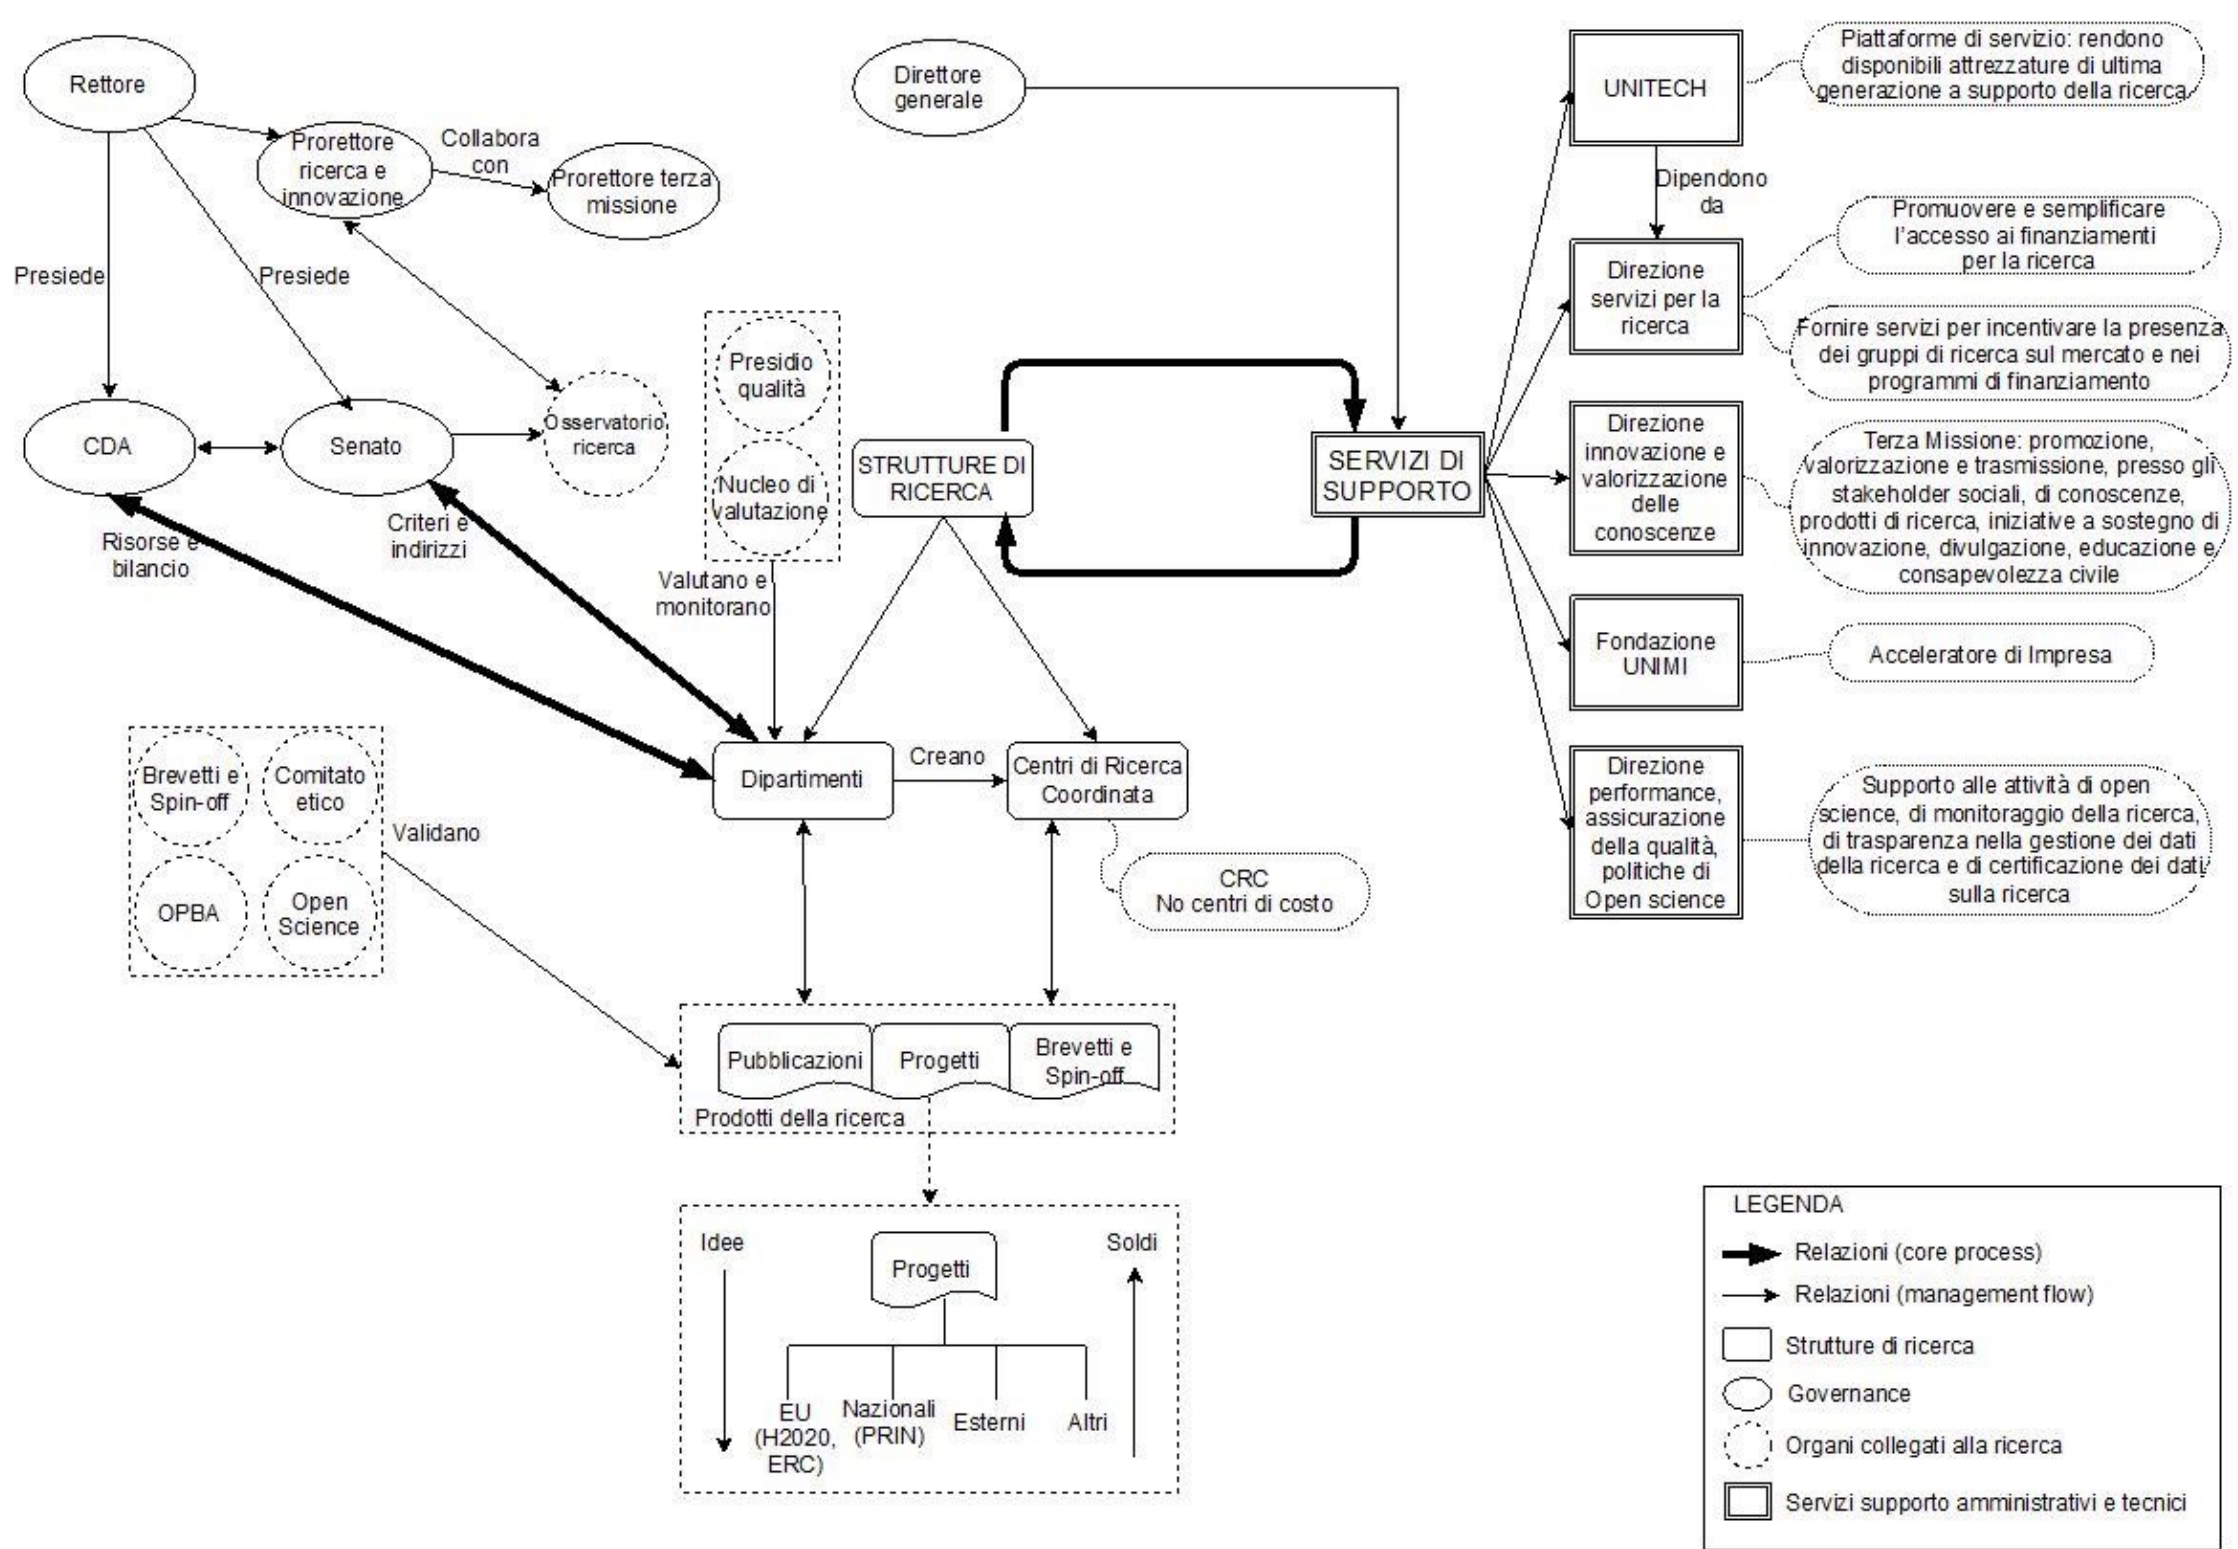 Rettore
Prorettore
ricerca e
innovazione
Collabora
con
Prorettore terza
missione
Presiede
Presiede
CDA
Senato
Osservatorio
ricerca
Risorse e
bilancio
Criteri e
indirizzi
Direttore
generale
Presidio
qualità
Nucleo di
valutazione
Valutano e
monitorano
STRUTTURE DI
RICERCA
SERVIZI DI
SUPPORTO
UNITECH
Piattaforme di servizio: rendono
disponibili attrezzature di ultima
generazione a supporto della ricerca
Dipendono
da
Direzione
servizi per la
ricerca
Promuovere e semplificare
l'accesso ai finanziamenti
per la ricerca
Fornire servizi per incentivare la presenza
dei gruppi di ricerca sul mercato e nei
programmi di finanziamento
Direzione
innovazione e
valorizzazione
delle
conoscenze
Terza Missione: promozione,
valorizzazione e trasmissione, presso gli
stakeholder sociali, di conoscenze,
prodotti di ricerca, iniziative a sostegno di
innovazione, divulgazione, educazione e
consapevolezza civile
Fondazione
UNIMI
Acceleratore di Impresa
Direzione
performance,
assicurazione
della qualità,
politiche di
Open science
Supporto alle attività di open
science, di monitoraggio della ricerca,
di trasparenza nella gestione dei dati
della ricerca e di certificazione dei dati
sulla ricerca
Brevetti e
Spin-off
Comitato
etico
OPBA
Open
Science
Validano
Dipartimenti
Creano
Centri di Ricerca
Coordinata
CRC
No centri di costo
Pubblicazioni
Progetti
Brevetti e
Spin-off
Prodotti della ricerca
Idee
Progetti
Soldi
EU
(H2020,
ERC)
Nazionali
(PRIN)
Esterni
Altri
LEGENDA
Relazioni (core process)
Relazioni (management flow)
Strutture di ricerca
Governance
Organi collegati alla ricerca
Servizi supporto amministrativi e tecnici